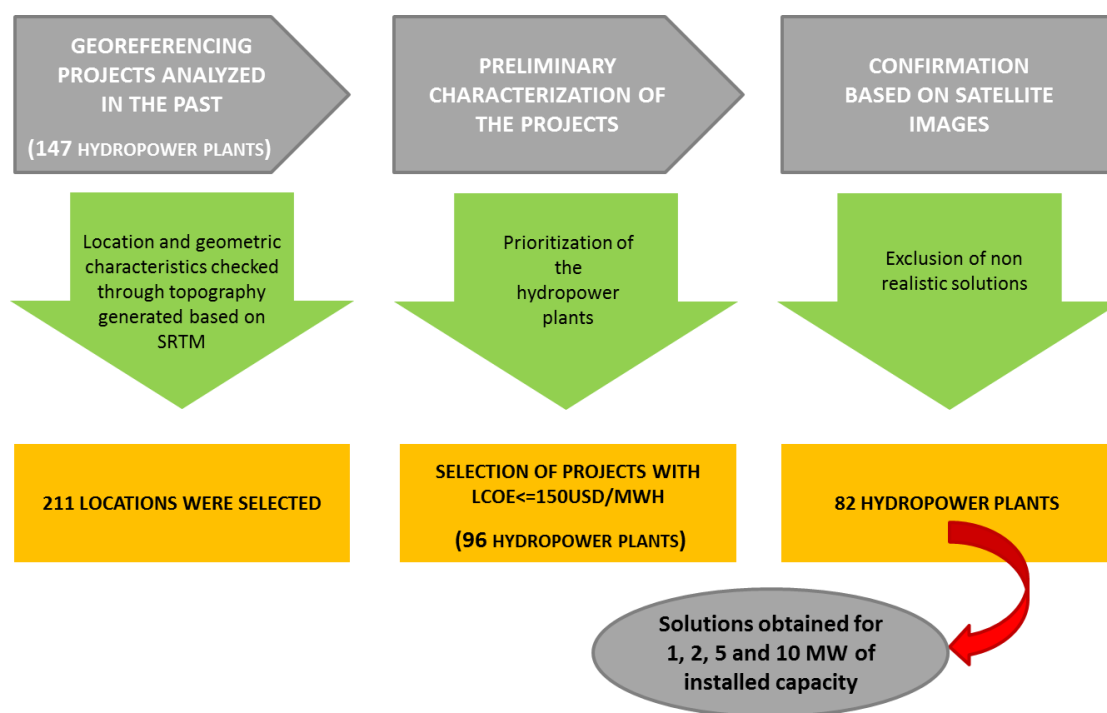 GEOREFERENCING
PROJECTS ANALYZED
IN THE PAST
(147 HYDROPOWER PLANTS)
Location and geometric
characteristics checked
through topography
generated based on
SRTM
211 LOCATIONS WERE SELECTED
PRELIMINARY
CHARACTERIZATION OF
THE PROJECTS
Prioritization of
the
hydropower
plants
SELECTION OF PROJECTS WITH
LCOE<=150USD/MWH
(96 HYDROPOWER PLANTS)
CONFIRMATION
BASED ON SATELLITE
IMAGES
Exclusion of non
realistic solutions
82 HYDROPOWER PLANTS
Solutions obtained for
1, 2, 5 and 10 MW of
installed capacity